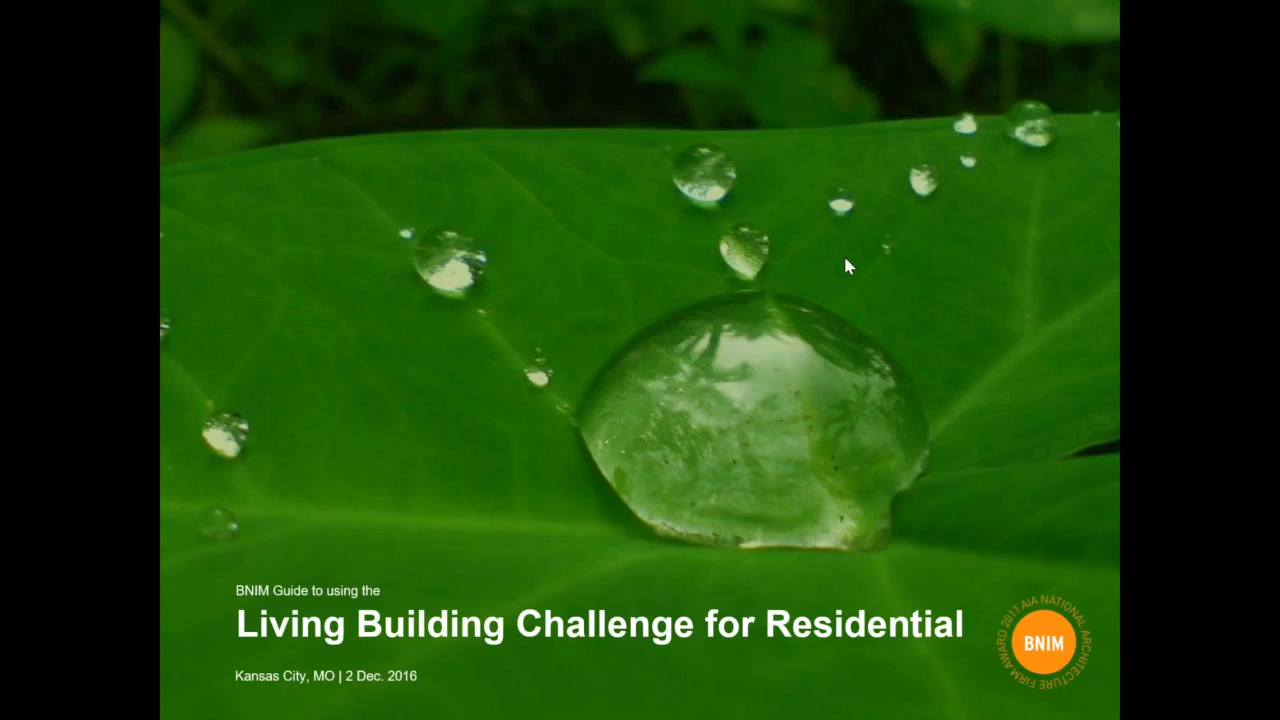 BNIM Guide to using the
Living Building Challenge for Residential
Kansas City, MO | 2 Dec. 2016
2011 AIA NATIONAL ARCHITECTURE FIRM AWARD
BNIM